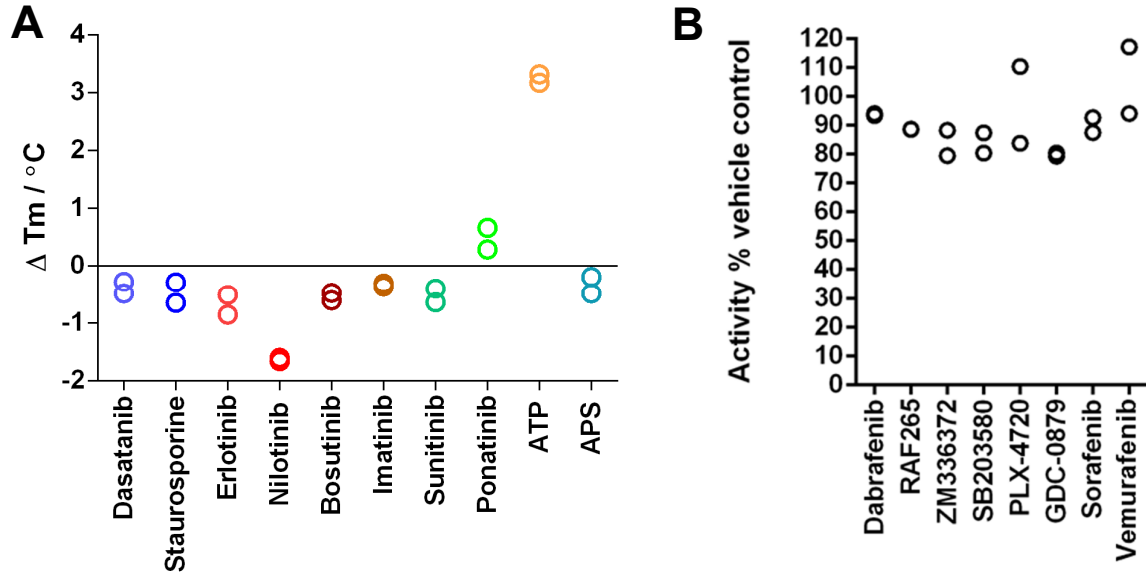 A
Δ Tm / °C
4
3
2
1
0
-1
-2
Dasatanib
Staurosporine
Erlotinib
Nilotinib
Bosutinib
Imatinib
Sunitinib
Ponatinib
ATP
APS
B
Activity % vehicle control
120
110
100
90
80
70
60
50
40
30
20
10
0
Dabrafenib
RAF265
ZM336372
SB203580
PLX-4720
GDC-0879
Sorafenib
Vemurafenib